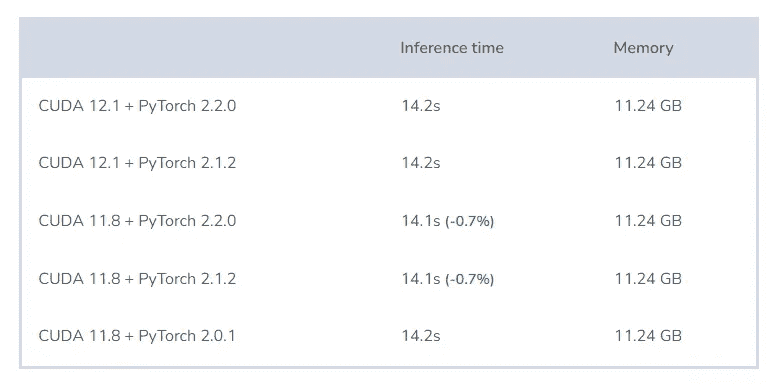 Inference time Memory
CUDA 12.1 + PyTorch 2.2.0 14.2s 11.24 GB
CUDA 12.1 + PyTorch 2.1.2 14.2s 11.24 GB
CUDA 11.8 + PyTorch 2.2.0 14.1s (-0.7%) 11.24 GB
CUDA 11.8 + PyTorch 2.1.2 14.1s (-0.7%) 11.24 GB
CUDA 11.8 + PyTorch 2.0.1 14.2s 11.24 GB